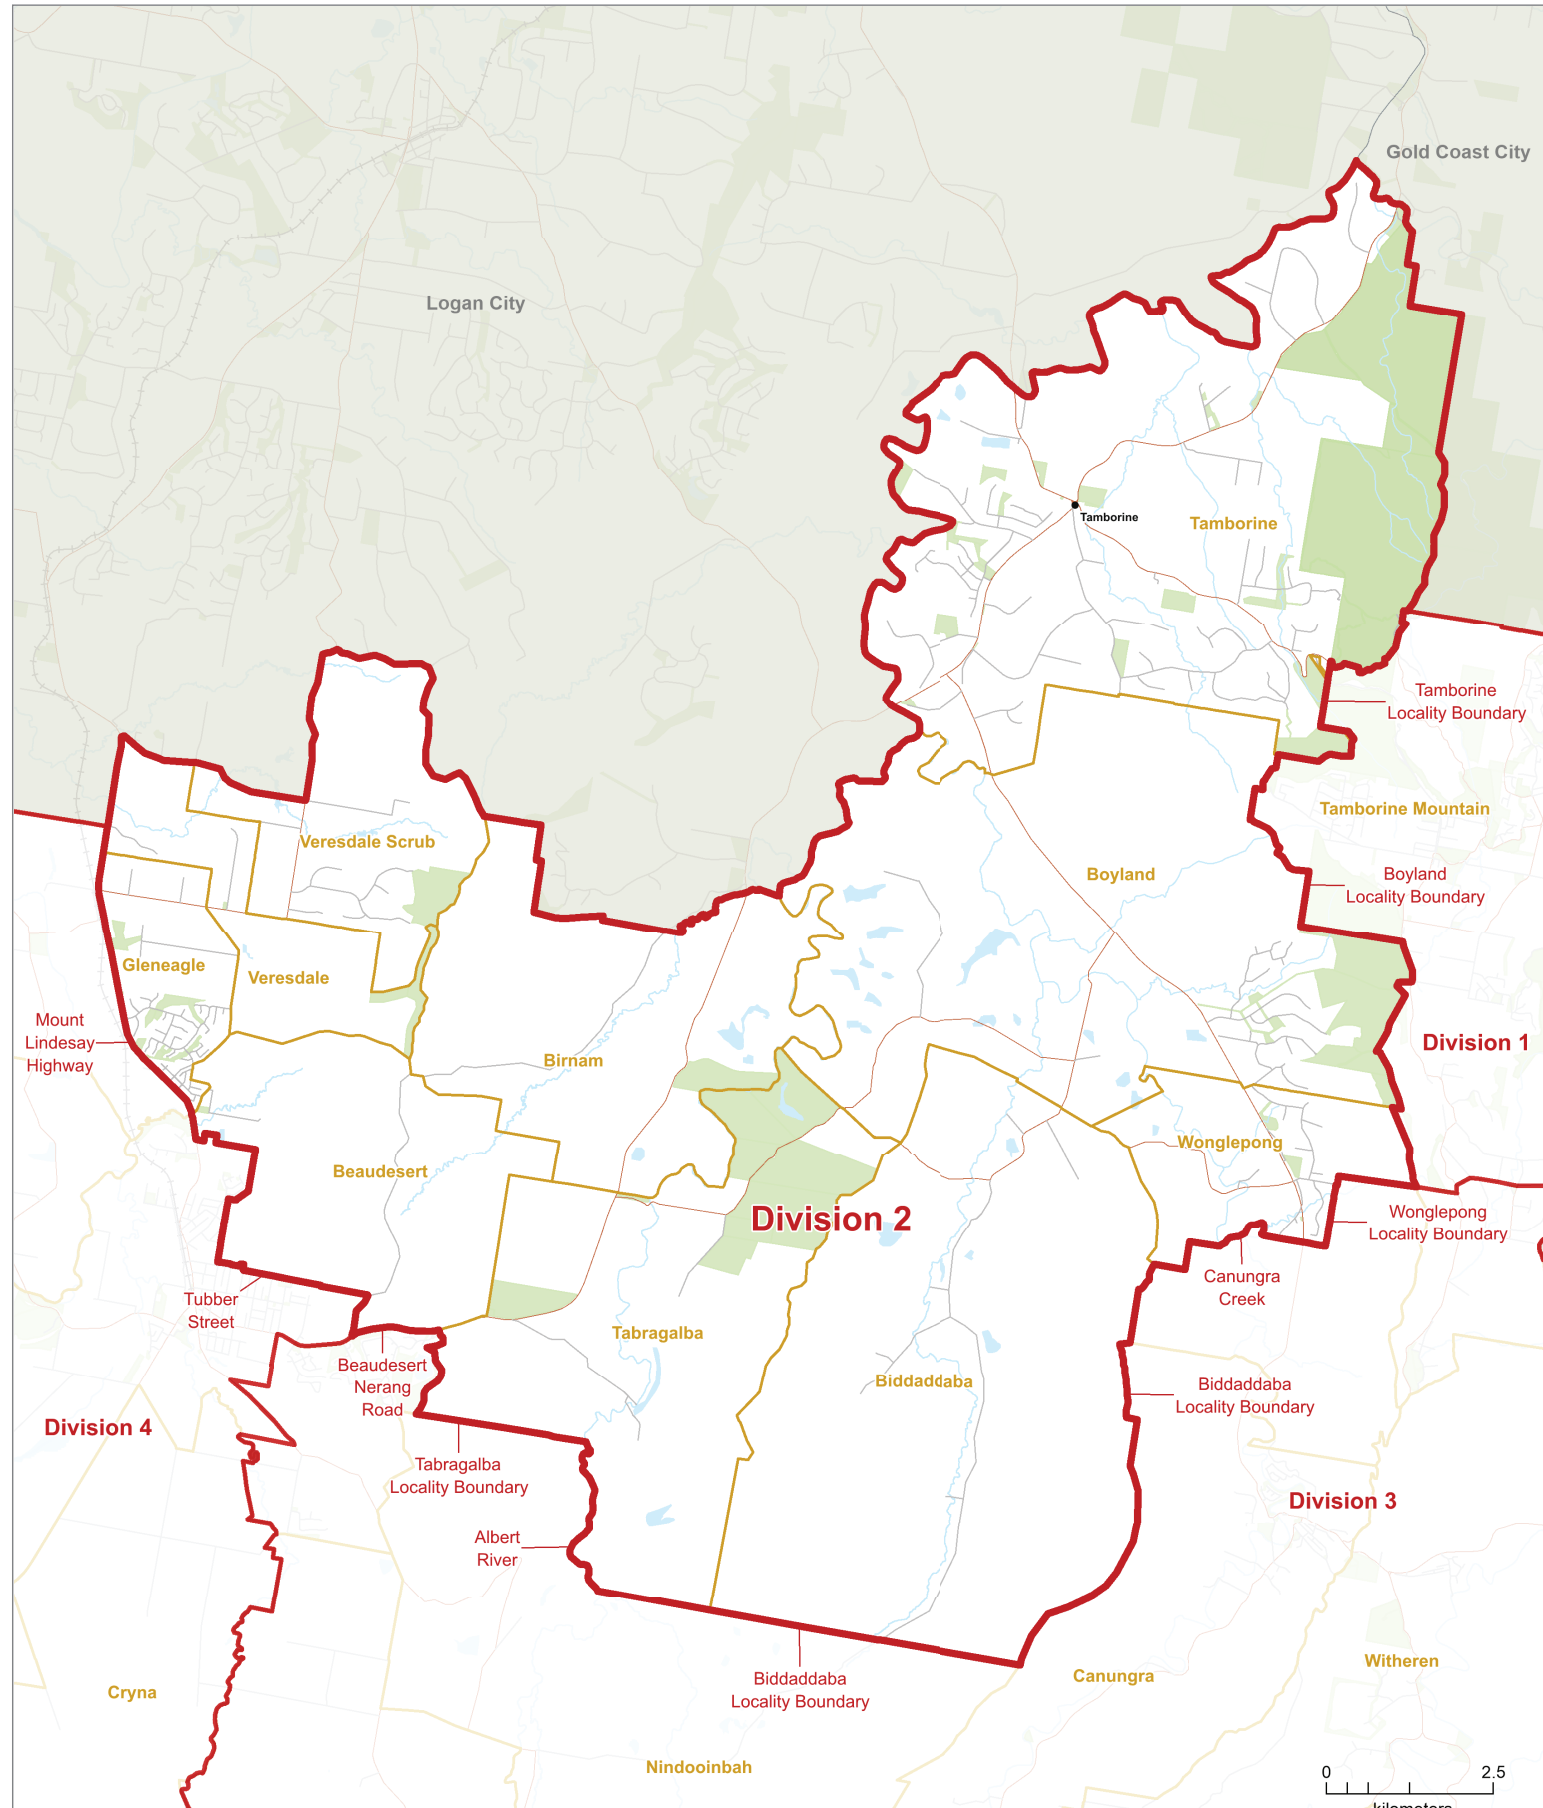 Gold Coast City
Logan City
Tamborine
Tamborine
Tamborine
Locality Boundary
Tamborine Mountain
Veresdale Scrub
Boyland
Boyland
Locality Boundary
Gleneagle
Veresdale
Mount
Lindesay
Highway
Division 1
Birnam
Wonglepong
Beaudesert
Division 2
Wonglepong
Locality Boundary
Canungra
Creek
Tubber
Street
Tabragalba
Beaudesert
Nerang
Road
Biddaddaba
Biddaddaba
Locality Boundary
Division 4
Tabragalba
Locality Boundary
Division 3
Albert
River
Biddaddaba
Locality Boundary
Canungra
Witheren
Cryna
Nindooinbah
0 2.5
kilometers